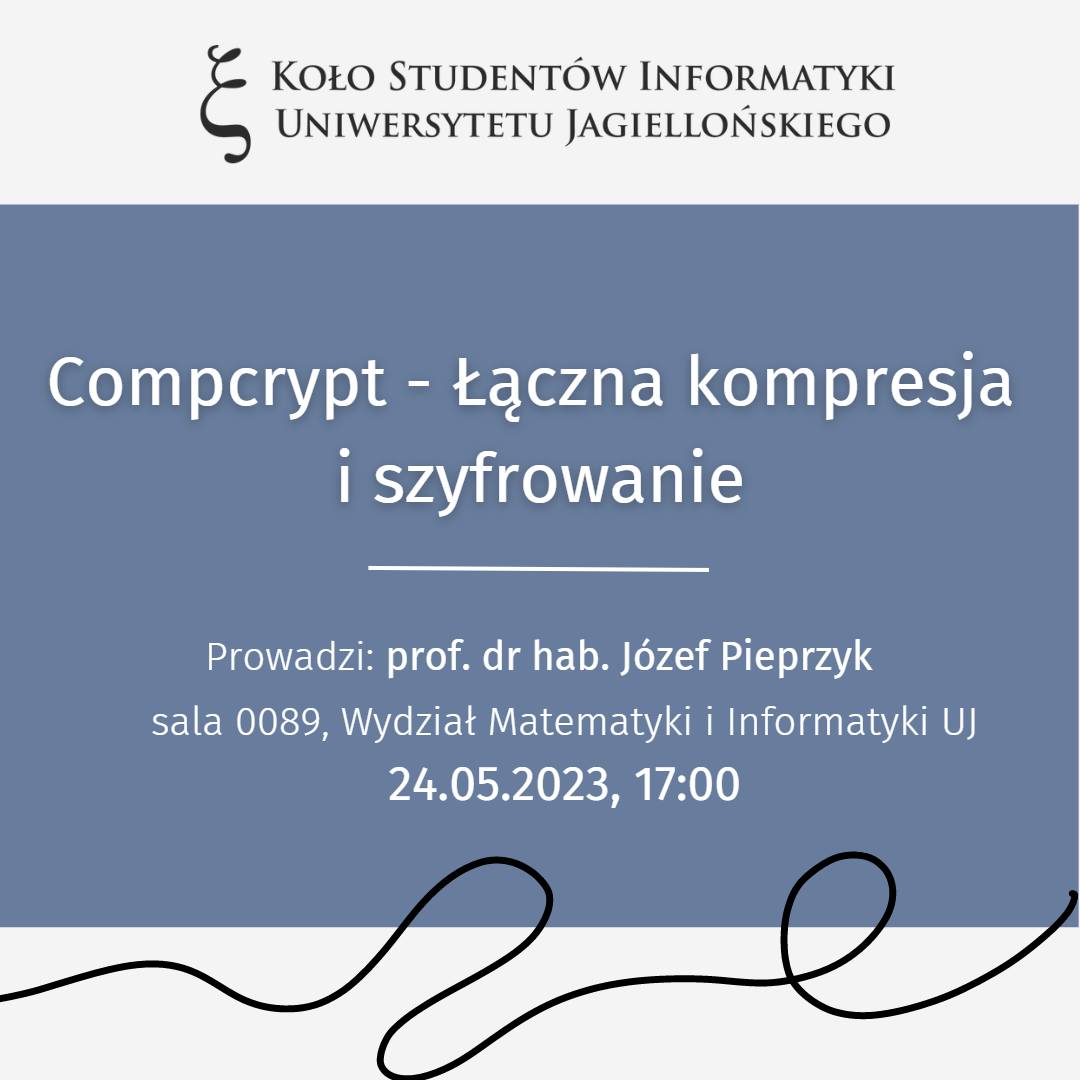 Koło Studentów Informatyki
Uniwersytetu Jagiellońskiego
Compcrypt - Łączna kompresja
i szyfrowanie
Prowadzi: prof. dr hab. Józef Pieprzyk
sala 0089, Wydział Matematyki i Informatyki UJ
24.05.2023, 17:00